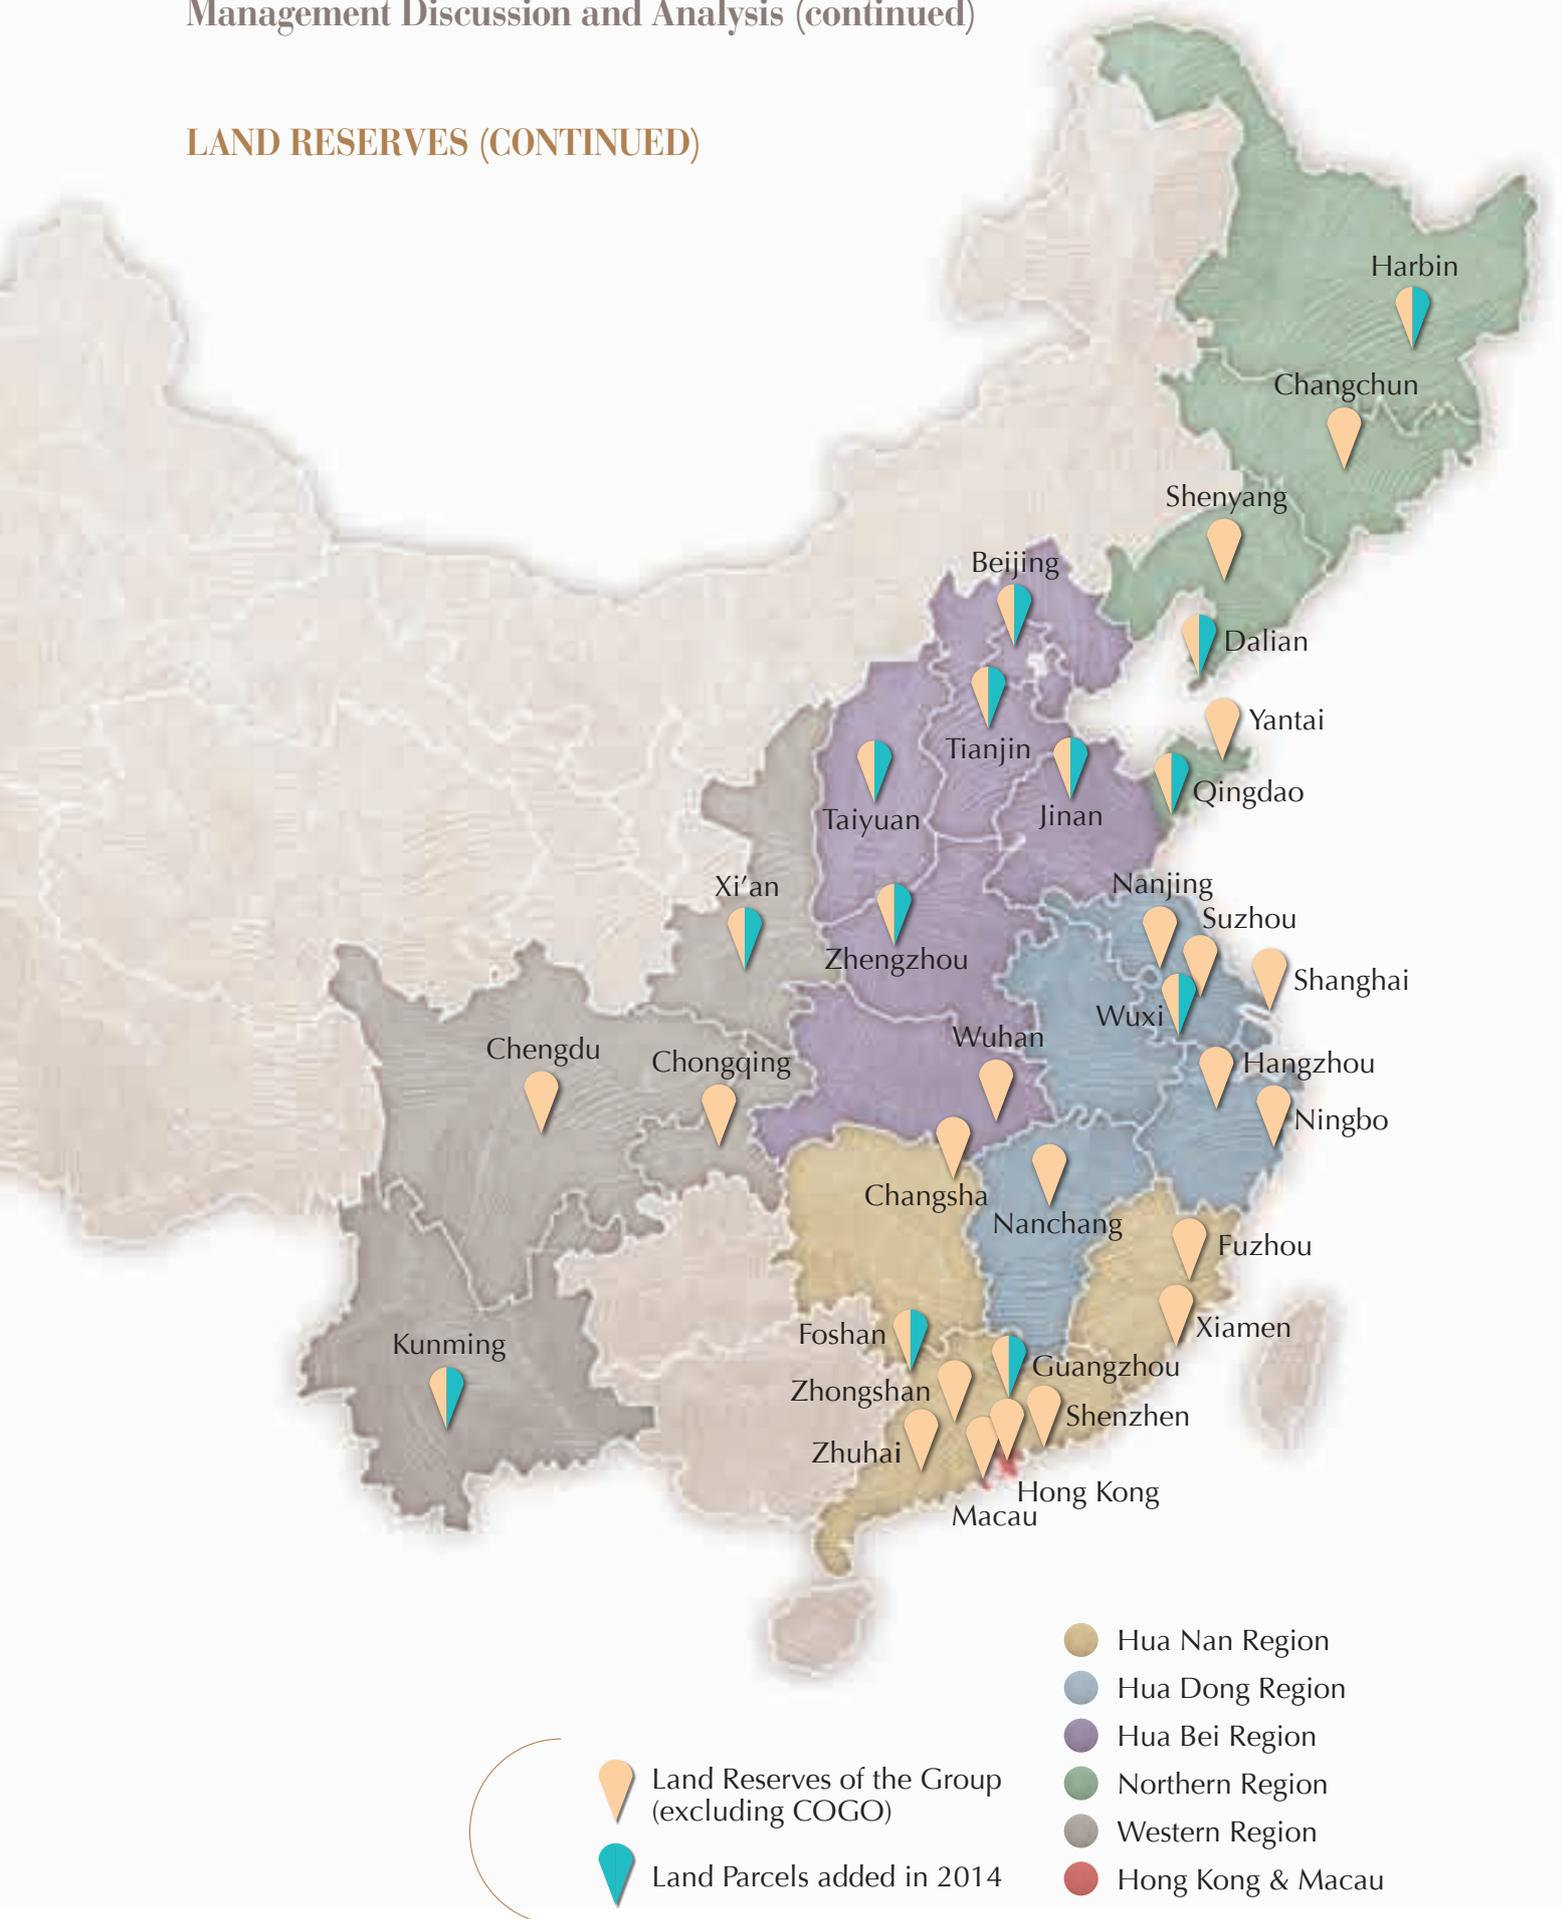 Management Discussion and Analysis (continued)
LAND RESERVES (CONTINUED)
Harbin
Changchun
Shenyang
Beijing
Dalian
Yantai
Tianjin
Qingdao
Jinan
Taiyuan
Xi’an
Nanjing
Suzhou
Zhengzhou
Shanghai
Wuxi
Wuhan
Chengdu
Chongqing
Hangzhou
Ningbo
Changsha
Nanchang
Fuzhou
Xiamen
Foshan
Kunming
Guangzhou
Zhongshan
Shenzhen
Zhuhai
Hong Kong
Macau
Hua Nan Region
Hua Dong Region
Hua Bei Region
Northern Region
Western Region
Hong Kong & Macau
Land Reserves of the Group
(excluding COGO)
Land Parcels added in 2014